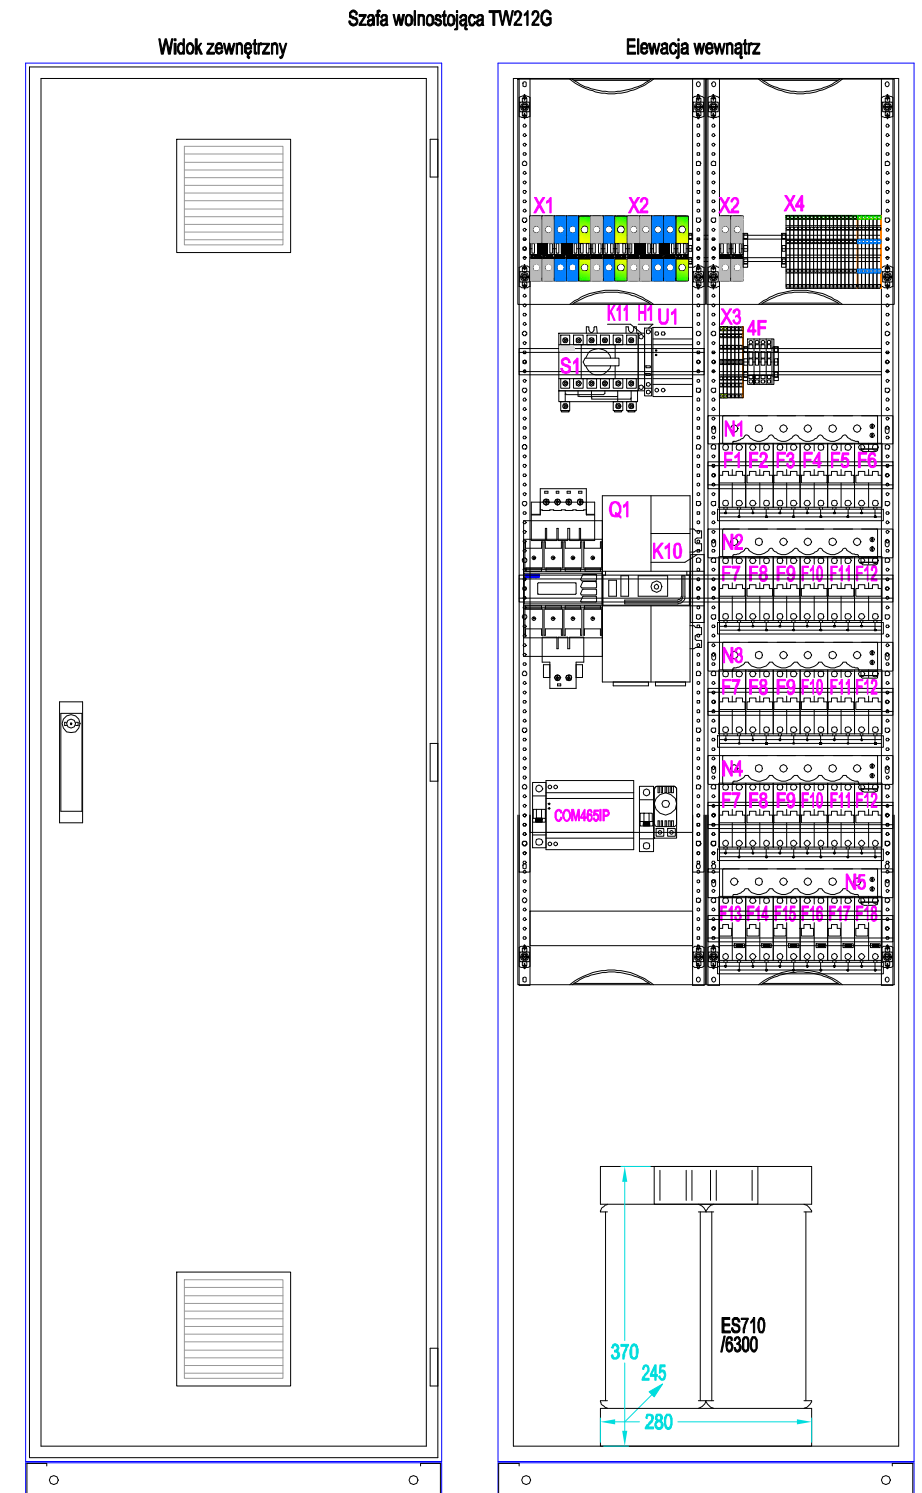 Szafa wolnostojąca TW212G
Widok zewnętrzny
Elewacja wewnątrz
X1 X2 X2 X4
K11 H1 U1 X3 4F
S1
N1
F1 F2 F3 F4 F5 F6
Q1
K10
N2
F7 F8 F9 F10 F11 F12
N3
F7 F8 F9 F10 F11 F12
N4
F7 F8 F9 F10 F11 F12
COM465IP
N5
F13 F14 F15 F16 F17 F18
ES710
/6300
370
245
280